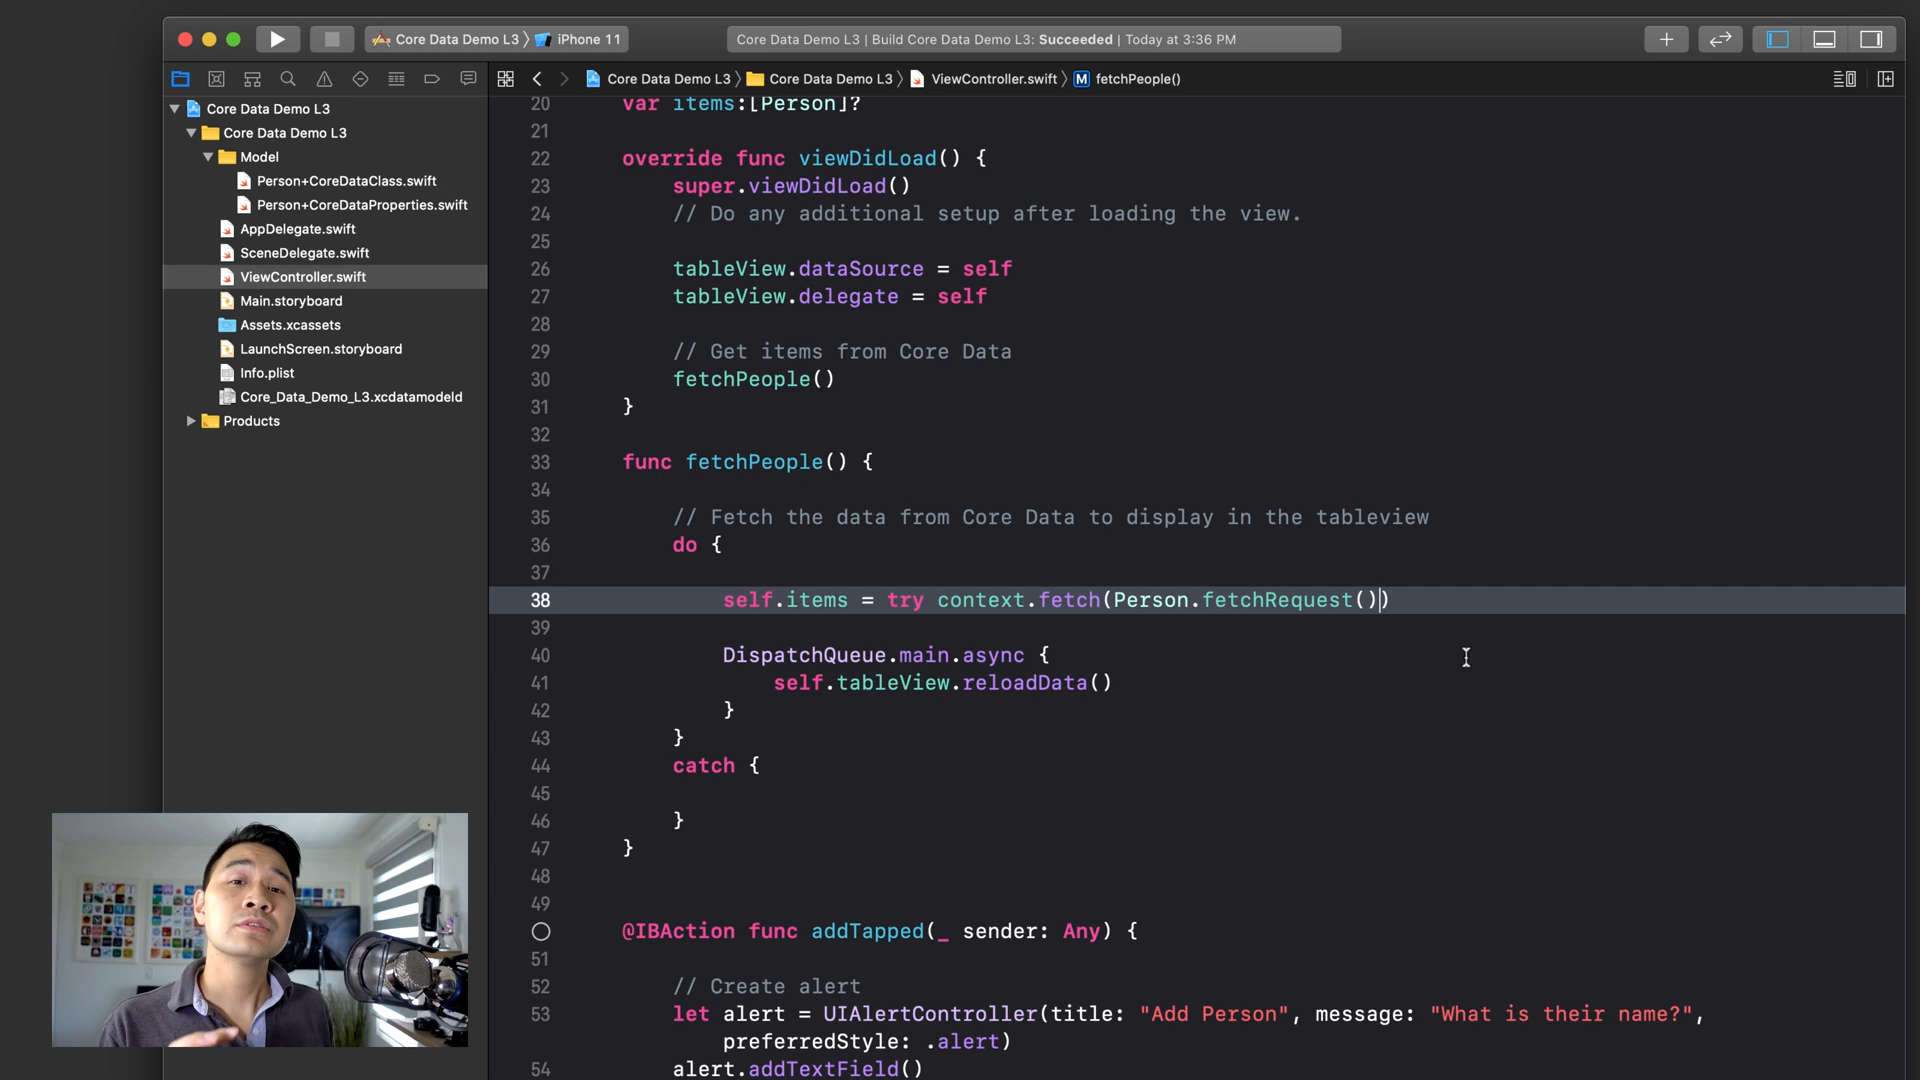 Core Data Demo L3 〉 iPhone 11
Core Data Demo L3 | Build Core Data Demo L3: Succeeded | Today at 3:36 PM
Core Data Demo L3 〉 Core Data Demo L3 〉 ViewController.swift 〉 M fetchPeople()
Core Data Demo L3
Core Data Demo L3
Model
Person+CoreDataClass.swift
Person+CoreDataProperties.swift
AppDelegate.swift
SceneDelegate.swift
ViewController.swift
Main.storyboard
Assets.xcassets
LaunchScreen.storyboard
Info.plist
Core_Data_Demo_L3.xcdatamodeld
Products
20 var items:[Person]?
21
22 override func viewDidLoad() {
23 super.viewDidLoad()
24 // Do any additional setup after loading the view.
25
26 tableView.dataSource = self
27 tableView.delegate = self
28
29 // Get items from Core Data
30 fetchPeople()
31 }
32
33 func fetchPeople() {
34
35 // Fetch the data from Core Data to display in the tableview
36 do {
37
38 self.items = try context.fetch(Person.fetchRequest())
39
40 DispatchQueue.main.async {
41 self.tableView.reloadData()
42 }
43 }
44 catch {
45
46 }
47 }
48
49
@IBAction func addTapped(_ sender: Any) {
51
52 // Create alert
53 let alert = UIAlertController(title: "Add Person", message: "What is their name?",
preferredStyle: .alert)
54 alert.addTextField()